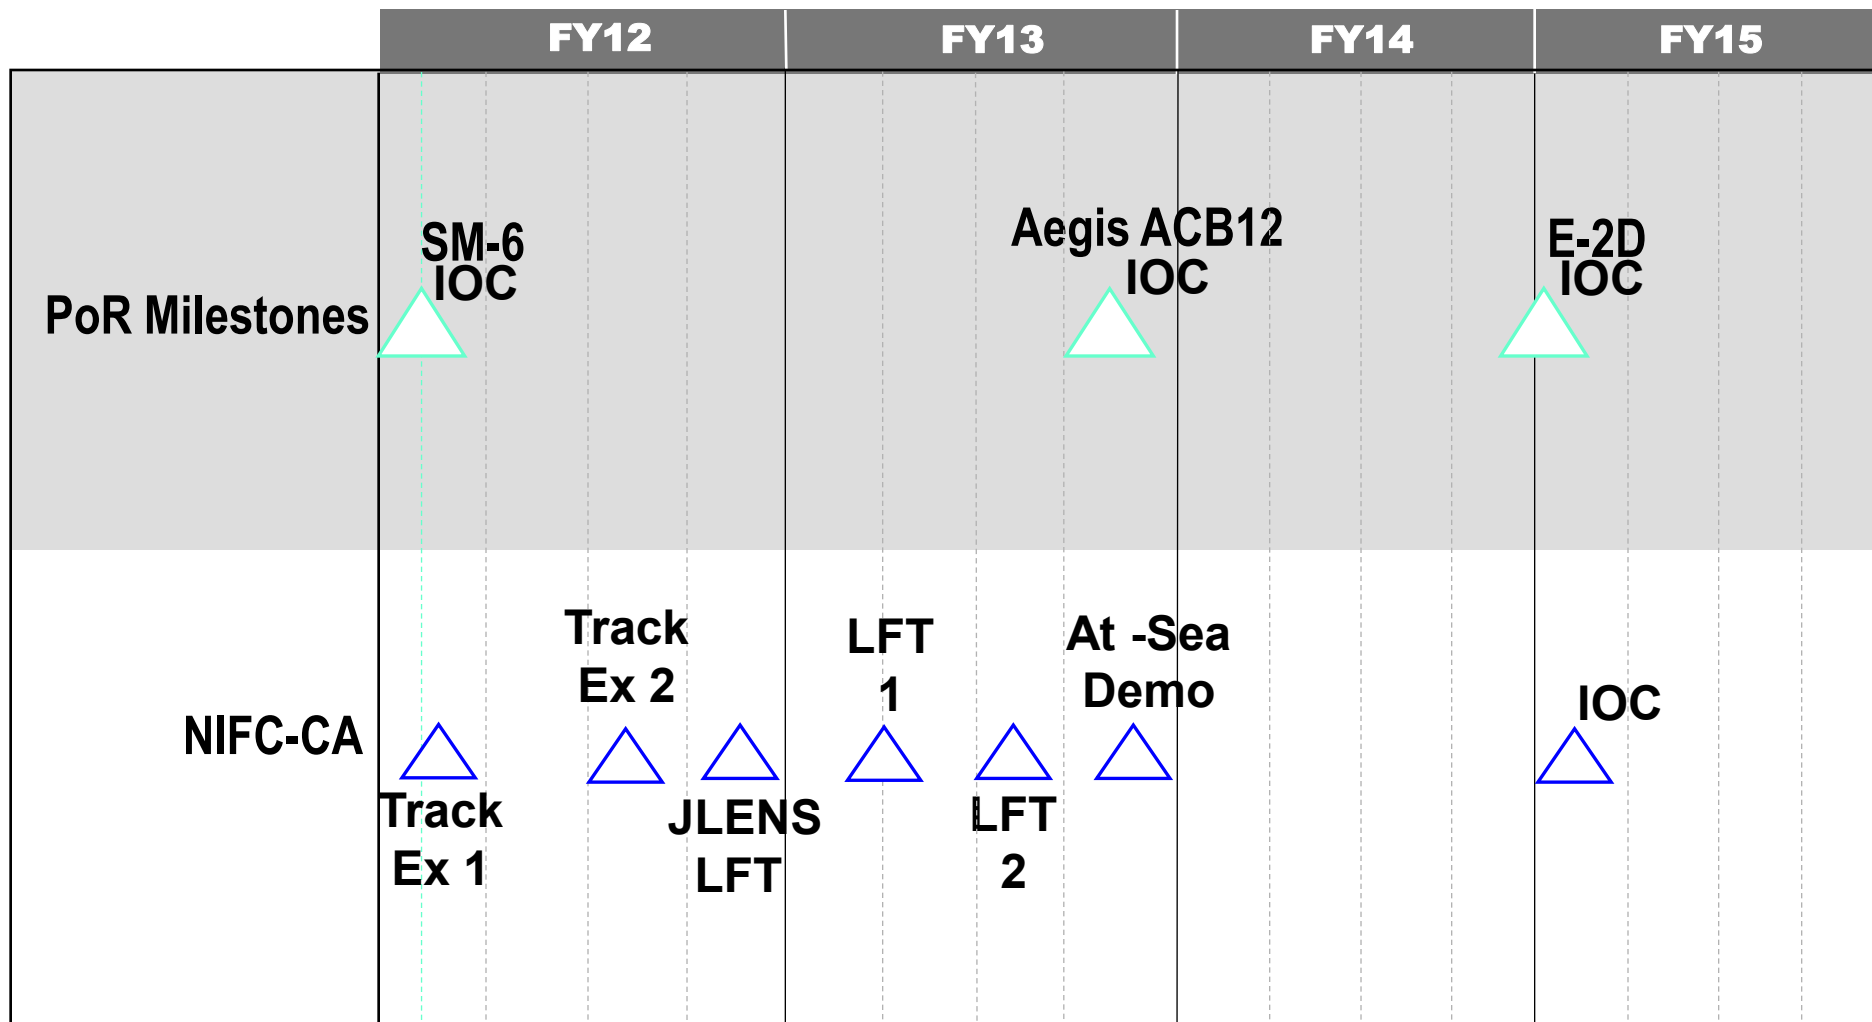 FY12 FY13 FY14 FY15
SM-6
IOC
Aegis ACB12
IOC
E-2D
IOC
PoR Milestones
Track
Ex 2
LFT
1
At -Sea
Demo
IOC
NIFC-CA
Track
Ex 1
JLENS
LFT
LFT
2